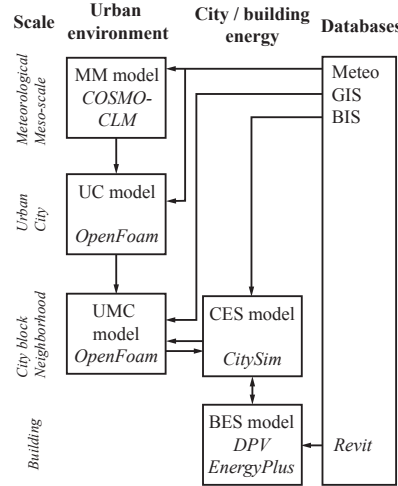 Scale
Urban
environment
City / building
energy
Databases
Meteorological
Meso-scale
MM model
COSMO-
CLM
Meteo
GIS
BIS
Urban
City
UC model
OpenFoam
City block
Neighborhood
UMC
model
OpenFoam
CES model
CitySim
Building
BES model
DPV
EnergyPlus
Revit